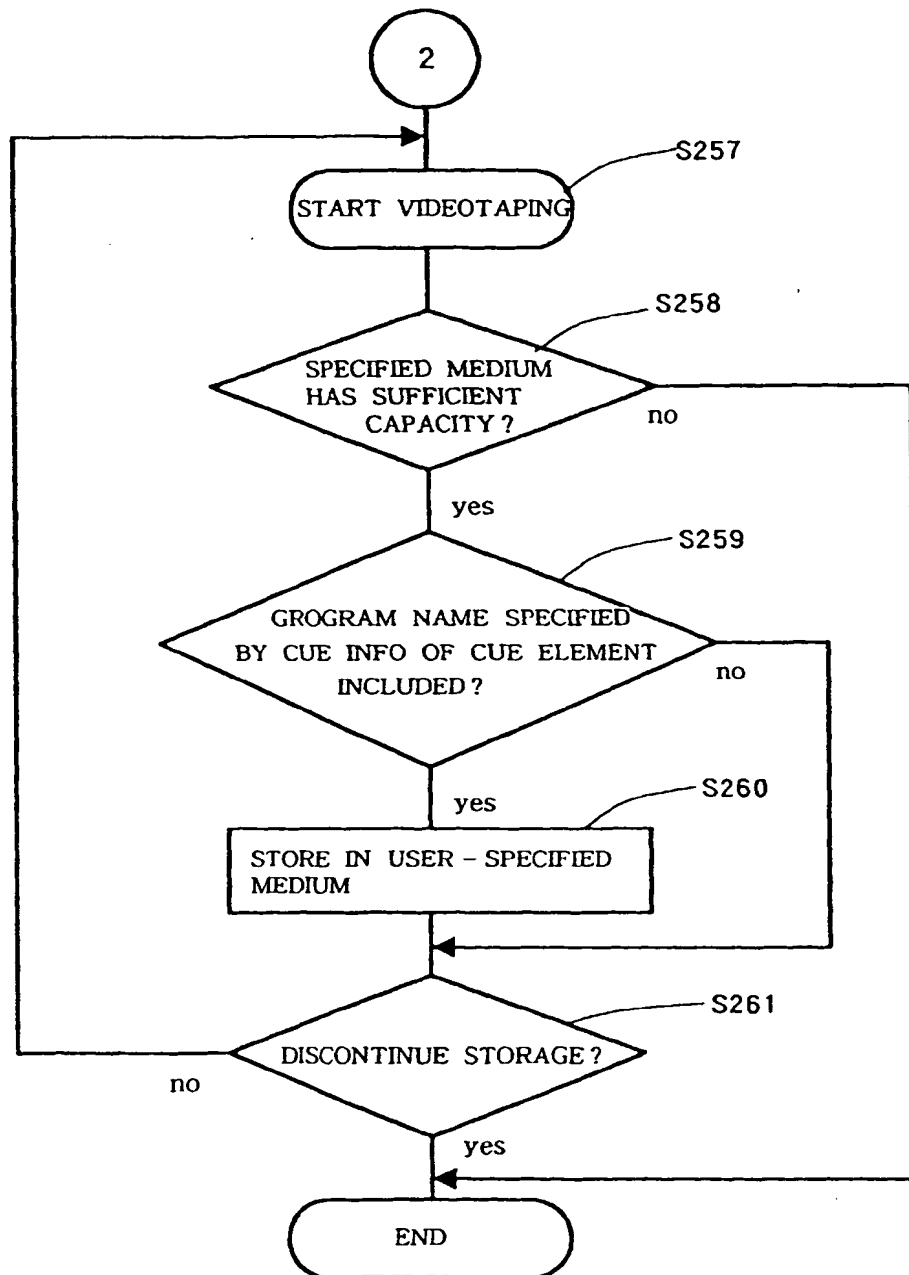 2
S257
START VIDEOTAPING
S258
SPECIFIED MEDIUM
HAS SUFFICIENT
CAPACITY ?
no
yes
S259
GROGRAM NAME SPECIFIED
BY CUE INFO OF CUE ELEMENT
INCLUDED ?
no
yes
S260
STORE IN USER – SPECIFIED
MEDIUM
S261
DISCONTINUE STORAGE ?
no
yes
END